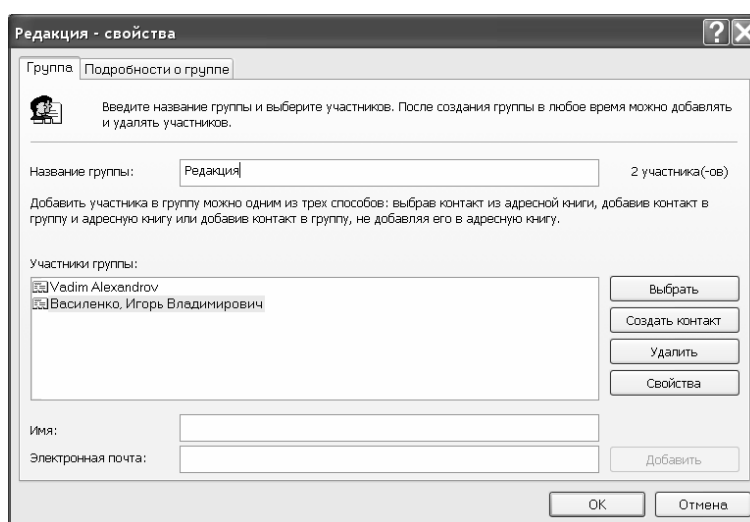 Редакция - свойства
Группа Подробности о группе
Введите название группы и выберите участников. После создания группы в любое время можно добавлять
и удалять участников.
Название группы: Редакция 2 участника(-ов)
Добавить участника в группу можно одним из трех способов: выбрав контакт из адресной книги, добавив контакт в
группу и адресную книгу или добавив контакт в группу, не добавляя его в адресную книгу.
Участники группы:
Vadim Alexandrov
Василенко, Игорь Владимирович
Выбрать
Создать контакт
Удалить
Свойства
Имя:
Электронная почта: Добавить
OK Отмена